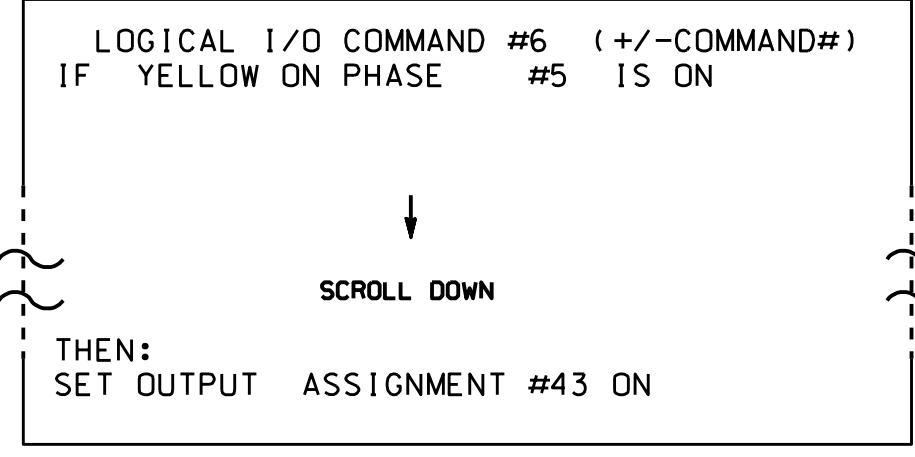 LOGICAL I/O COMMAND #6 (+/-COMMAND#)
IF YELLOW ON PHASE #5 IS ON
SCROLL DOWN
THEN:
SET OUTPUT ASSIGNMENT #43 ON